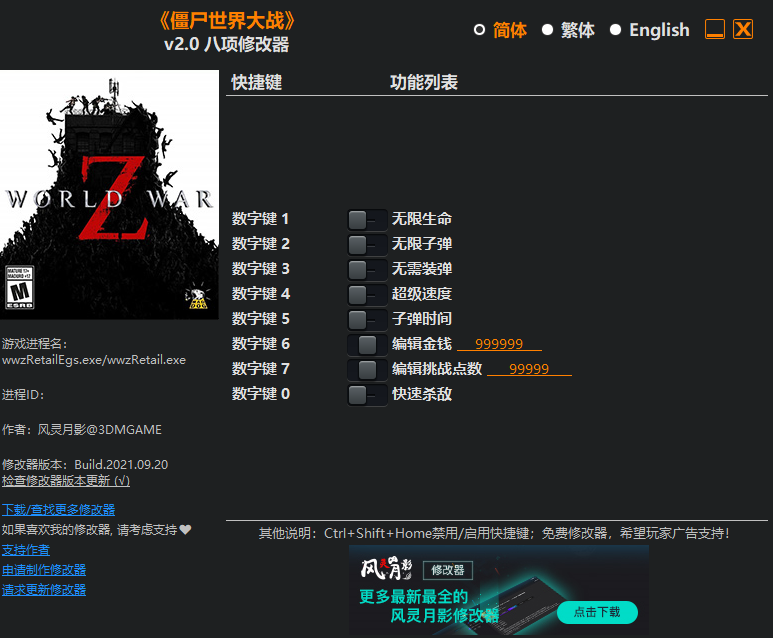 《僵尸世界大战》
v2.0 八项修改器
简体 繁体 English
快捷键 功能列表
WORLD WAR
Z
MATURE 17+
M
ESRB
数字键 1 无限生命
数字键 2 无限子弹
数字键 3 无需装弹
数字键 4 超级速度
数字键 5 子弹时间
数字键 6 编辑金钱 999999
数字键 7 编辑挑战点数 99999
数字键 0 快速杀敌
游戏进程名：
wwzRetailEgs.exe/wwzRetail.exe
进程ID：
作者：风灵月影@3DMGAME
修改器版本：Build.2021.09.20
检查修改器版本更新 (√)
下载/查找更多修改器
如果喜欢我的修改器, 请考虑支持❤
支持作者
申请制作修改器
请求更新修改器
其他说明：Ctrl+Shift+Home禁用/启用快捷键；免费修改器，希望玩家广告支持！
风灵月影 修改器
更多最新最全的
风灵月影修改器
点击下载